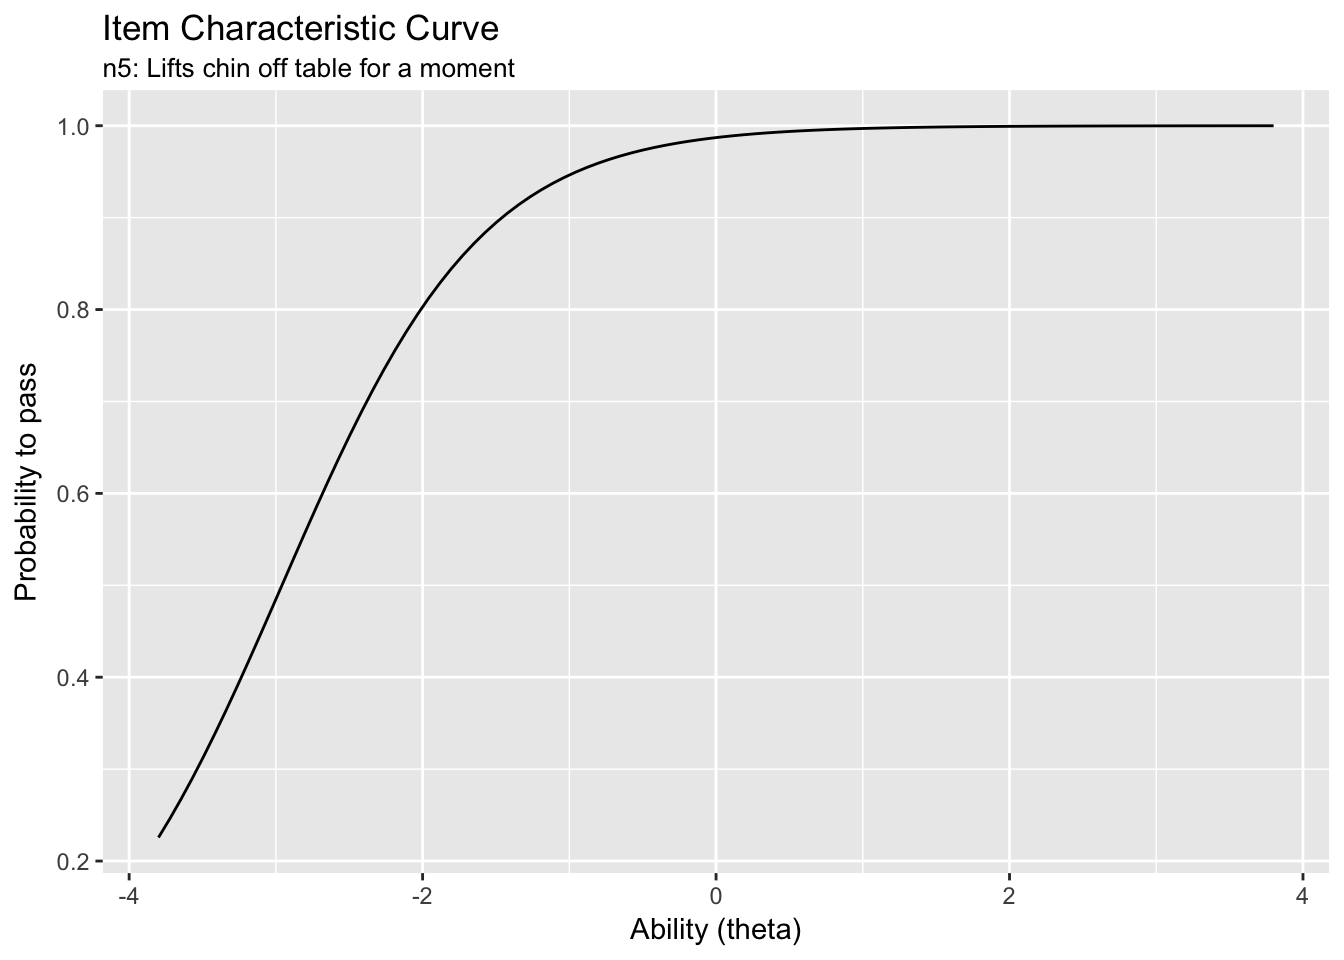 Item Characteristic Curve
n5: Lifts chin off table for a moment
Probability to pass
1.0
0.8
0.6
0.4
0.2
-4
-2
0
2
4
Ability (theta)